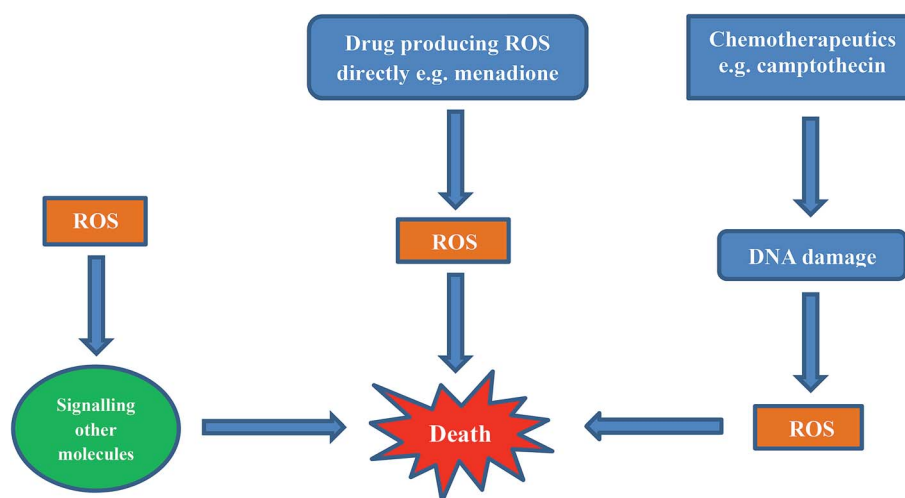 Drug producing ROS
directly e.g. menadione
Chemotherapeutics
e.g. camptothecin
ROS
ROS
DNA damage
Signalling
other
molecules
Death
ROS